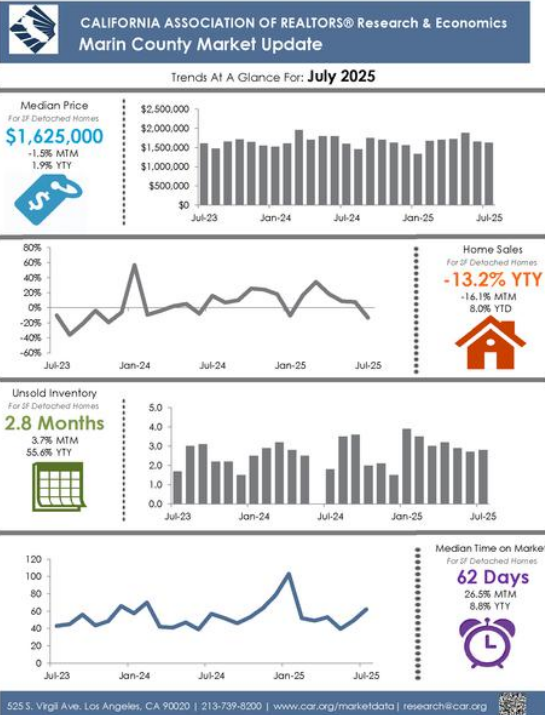 CALIFORNIA ASSOCIATION OF REALTORS® Research & Economics
Marin County Market Update
Trends At A Glance For: July 2025
Median Price
For SF Detached Homes
$1,625,000
-1.5% MTM
1.9% YTY
$
$2,500,000
$2,000,000
$1,500,000
$1,000,000
$500,000
$0
Jul-23 Jan-24 Jul-24 Jan-25 Jul-25
80%
60%
40%
20%
0%
-20%
-40%
-60%
Jul-23 Jan-24 Jul-24 Jan-25 Jul-25
Home Sales
For SF Detached Homes
-13.2% YTY
-16.1% MTM
8.0% YTD
Unsold Inventory
For SF Detached Homes
2.8 Months
3.7% MTM
55.6% YTY
5.0
4.0
3.0
2.0
1.0
0.0
Jul-23 Jan-24 Jul-24 Jan-25 Jul-25
120
100
80
60
40
20
0
Jul-23 Jan-24 Jul-24 Jan-25 Jul-25
Median Time on Market
For SF Detached Homes
62 Days
26.5% MTM
8.8% YTY
525 S. Virgil Ave. Los Angeles, CA 90020 | 213-739-8200 | www.car.org/marketdata | research@car.org